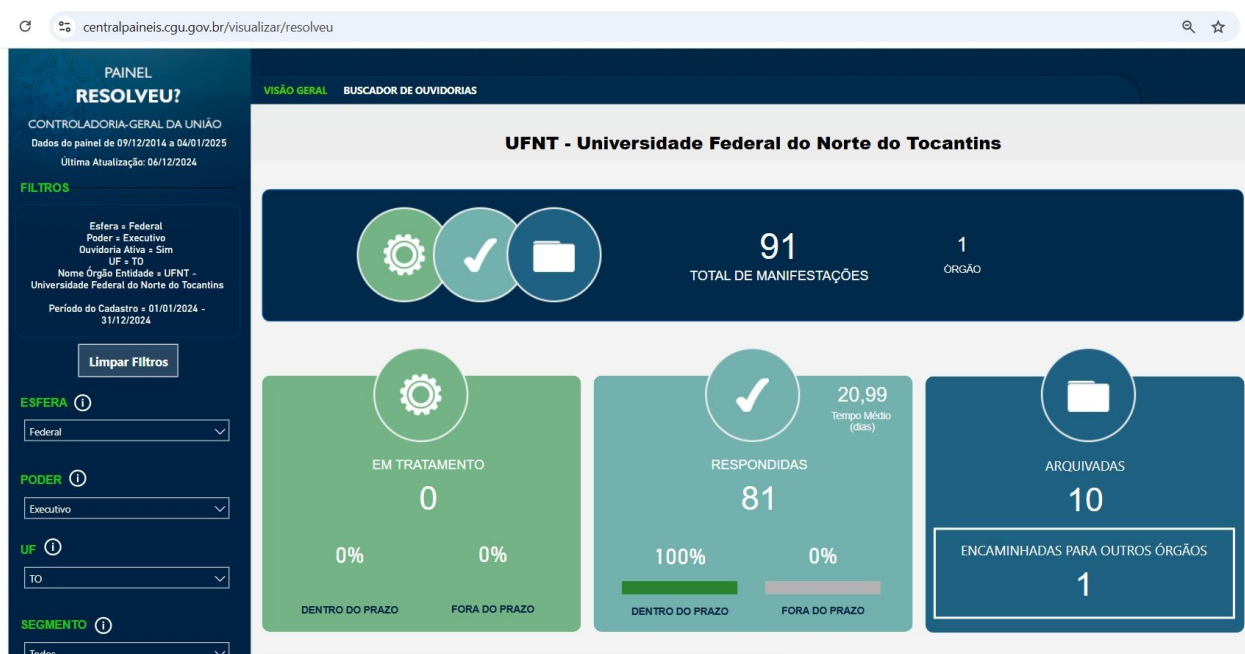 centralpaineis.cgu.gov.br/visualizar/resolveu
PAINEL
RESOLVEU?
CONTROLADORIA-GERAL DA UNIÃO
Dados do painel de 09/12/2014 a 04/01/2025
Última Atualização: 06/12/2024
FILTROS
Esfera = Federal
Poder = Executivo
Ouvidoria Ativa = Sim
UF = TO
Nome Órgão Entidade = UFNT -
Universidade Federal do Norte do Tocantins
Período do Cadastro = 01/01/2024 -
31/12/2024
Limpar FIltros
ESFERA
Federal
PODER
Executivo
UF
TO
SEGMENTO
Todos
VISÃO GERAL BUSCADOR DE OUVIDORIAS
UFNT - Universidade Federal do Norte do Tocantins
91
TOTAL DE MANIFESTAÇÕES
1
ÓRGÃO
EM TRATAMENTO
0
0% 0%
DENTRO DO PRAZO FORA DO PRAZO
20,99
Tempo Médio
(dias)
RESPONDIDAS
81
100% 0%
DENTRO DO PRAZO FORA DO PRAZO
ARQUIVADAS
10
ENCAMINHADAS PARA OUTROS ÓRGÃOS
1